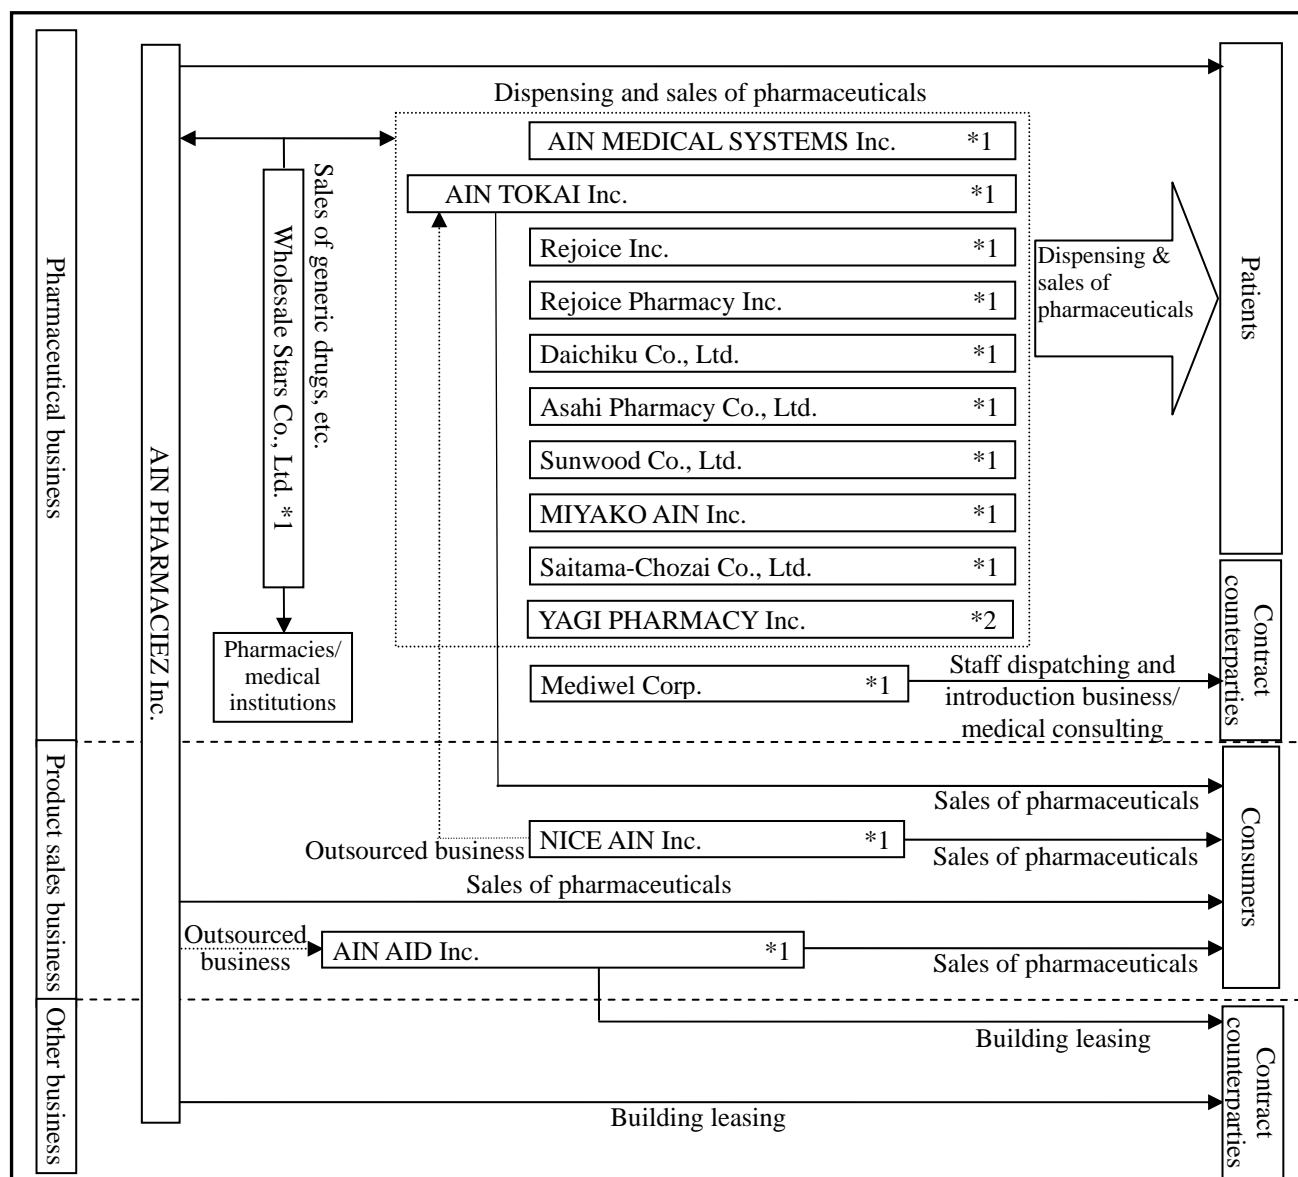 Pharmaceutical business
Product sales business
Other business
AIN PHARMACIEZ Inc.
Dispensing and sales of pharmaceuticals
Sales of generic drugs, etc.
Wholesale Stars Co., Ltd. *1
Pharmacies/
medical
institutions
AIN MEDICAL SYSTEMS Inc. *1
AIN TOKAI Inc. *1
Rejoice Inc. *1
Rejoice Pharmacy Inc. *1
Daichiku Co., Ltd. *1
Asahi Pharmacy Co., Ltd. *1
Sunwood Co., Ltd. *1
MIYAKO AIN Inc. *1
Saitama-Chozai Co., Ltd. *1
YAGI PHARMACY Inc. *2
Dispensing &
sales of
pharmaceuticals
Patients
Mediwel Corp. *1
Staff dispatching and
introduction business/
medical consulting
Contract
counterparties
Sales of pharmaceuticals
NICE AIN Inc. *1
Outsourced business
Sales of pharmaceuticals
Sales of pharmaceuticals
Outsourced
business
AIN AID Inc. *1
Sales of pharmaceuticals
Consumers
Building leasing
Building leasing
Contract
counterparties